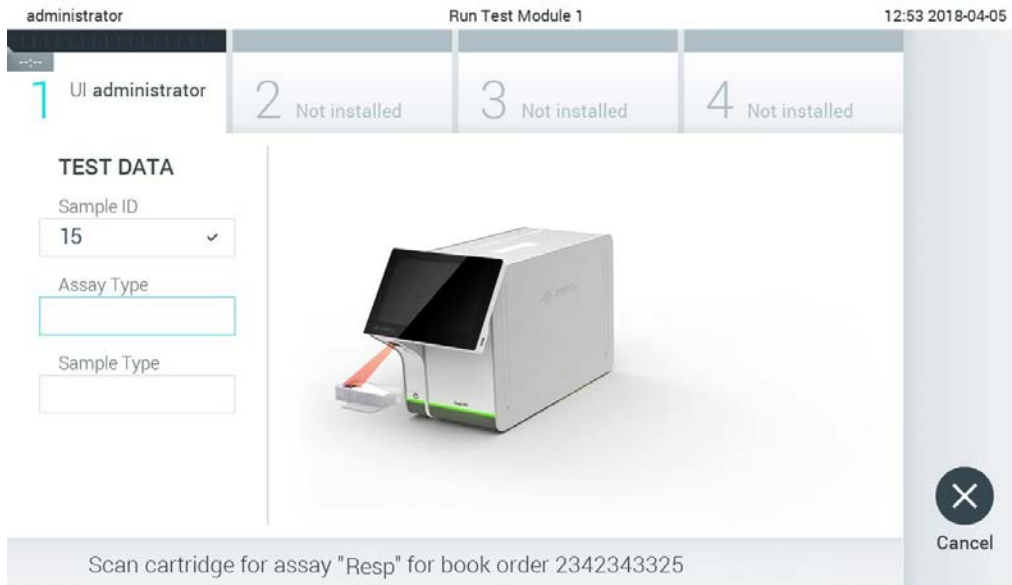 administrator Run Test Module 1 12:53 2018-04-05
--:--
1 UI administrator 2 Not installed 3 Not installed 4 Not installed
TEST DATA
Sample ID
15
Assay Type
Sample Type
Cancel
Scan cartridge for assay "Resp" for book order 2342343325